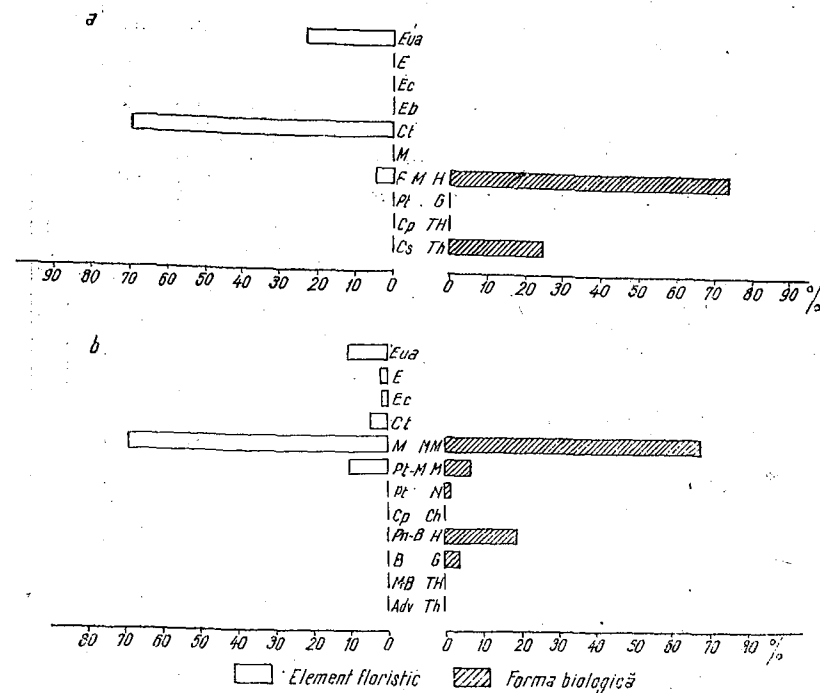 a
Eua
E
Ec
Eb
Ct
M
F M H
Pt G
Cp TH
Cs Th
90 80 70 60 50 40 30 20 10 0 0 10 20 30 40 50 60 70 80 90 %
b
Eua
E
Ec
Ct
M MM
Pt-M M
Pt N
Cp Ch
Pn-B H
B G
MB TH
Adv Th
80 70 60 50 40 30 20 10 0 0 10 20 30 40 50 60 70 80 %
Element floristic Forma biologică